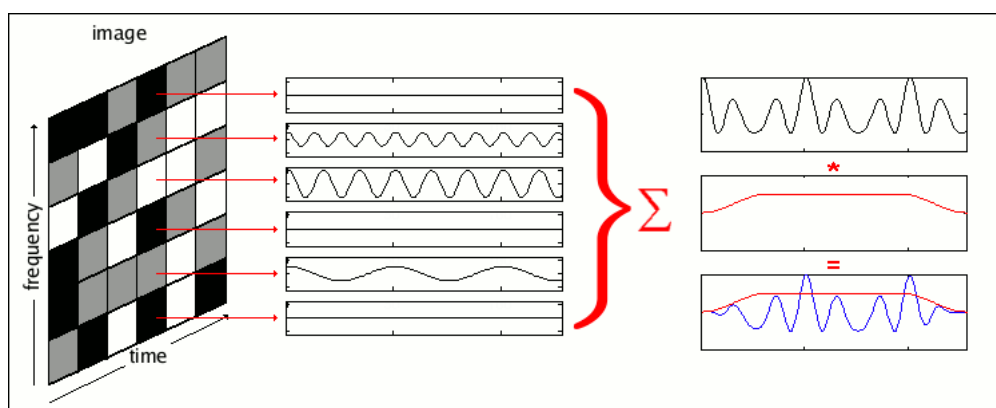 image
frequency
time
Σ
*
=